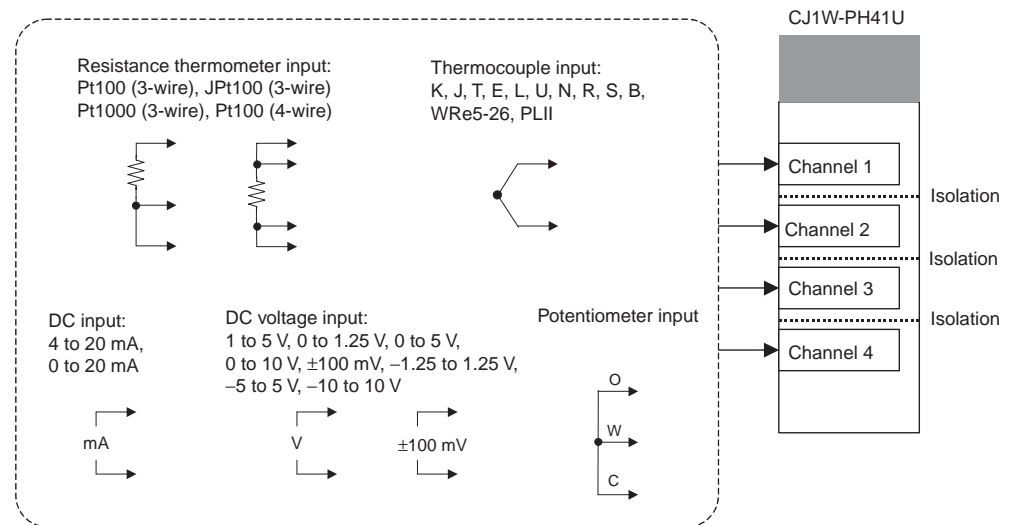 CJ1W-PH41U
Resistance thermometer input:
Pt100 (3-wire), JPt100 (3-wire)
Pt1000 (3-wire), Pt100 (4-wire)
Thermocouple input:
K, J, T, E, L, U, N, R, S, B,
WRe5-26, PLII
Channel 1
Isolation
Channel 2
Isolation
Channel 3
Isolation
Channel 4
DC input:
4 to 20 mA,
0 to 20 mA
DC voltage input:
1 to 5 V, 0 to 1.25 V, 0 to 5 V,
0 to 10 V, ±100 mV, −1.25 to 1.25 V,
−5 to 5 V, −10 to 10 V
Potentiometer input
mA
V
±100 mV
O
W
C